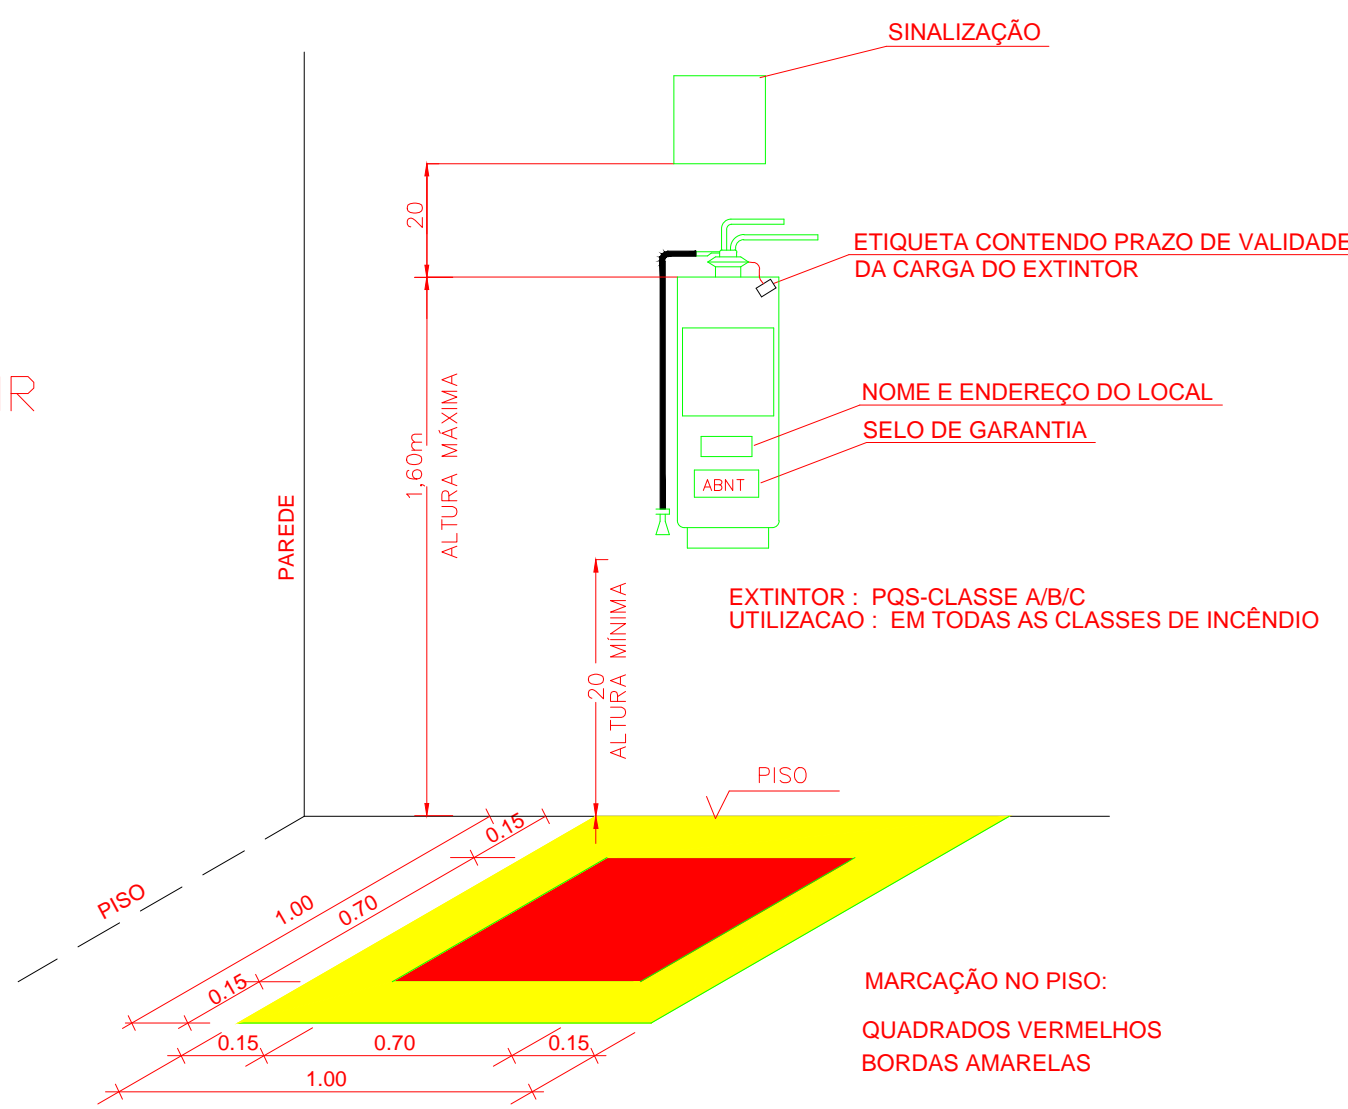 SINALIZAÇÃO
20
ETIQUETA CONTENDO PRAZO DE VALIDADE
DA CARGA DO EXTINTOR
R
1,60m
ALTURA MÁXIMA
NOME E ENDEREÇO DO LOCAL
SELO DE GARANTIA
ABNT
PAREDE
EXTINTOR : PQS-CLASSE A/B/C
UTILIZACAO : EM TODAS AS CLASSES DE INCÊNDIO
20
ALTURA MÍNIMA
PISO
0.15
PISO
1.00
0.70
0.15
MARCAÇÃO NO PISO:
QUADRADOS VERMELHOS
BORDAS AMARELAS
0.15
0.70
0.15
1.00